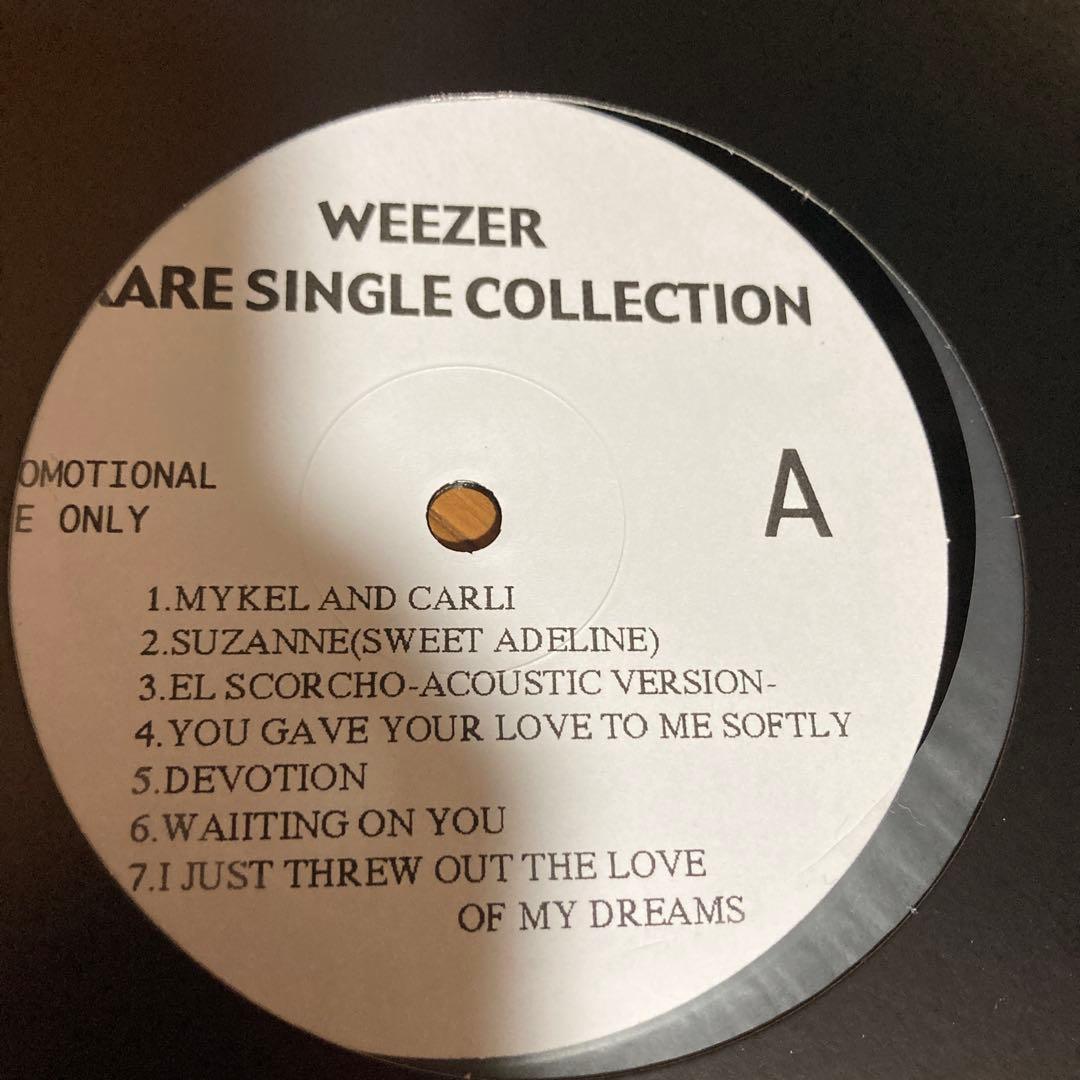 WEEZER
RARE SINGLE COLLECTION
OMOTIONAL
E ONLY
A
1.MYKEL AND CARLI
2.SUZANNE(SWEET ADELINE)
3.EL SCORCHO-ACOUSTIC VERSION-
4.YOU GAVE YOUR LOVE TO ME SOFTLY
5.DEVOTION
6.WAIITING ON YOU
7.I JUST THREW OUT THE LOVE
OF MY DREAMS